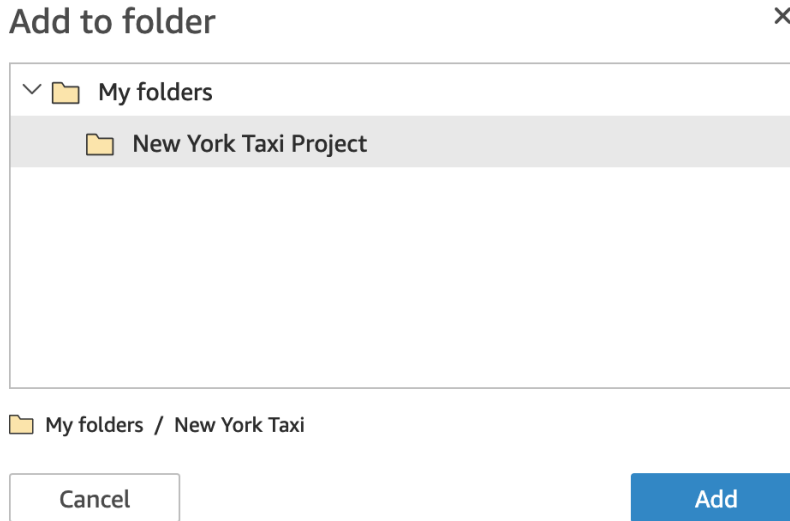 Add to folder
My folders
New York Taxi Project
My folders / New York Taxi
Cancel
Add